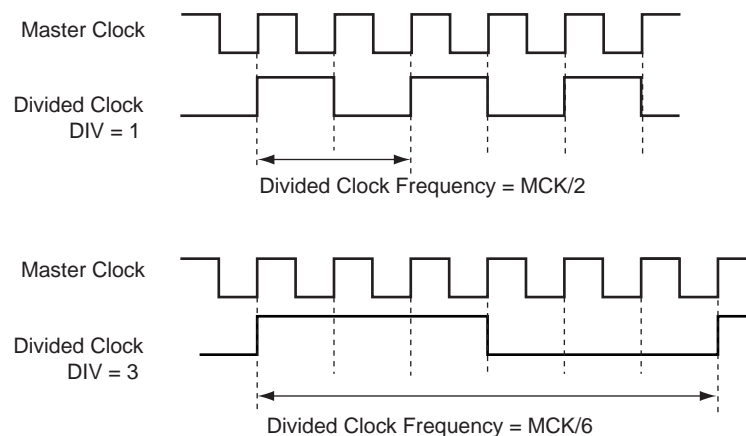 Master Clock
Divided Clock
DIV = 1
Divided Clock Frequency = MCK/2
Master Clock
Divided Clock
DIV = 3
Divided Clock Frequency = MCK/6